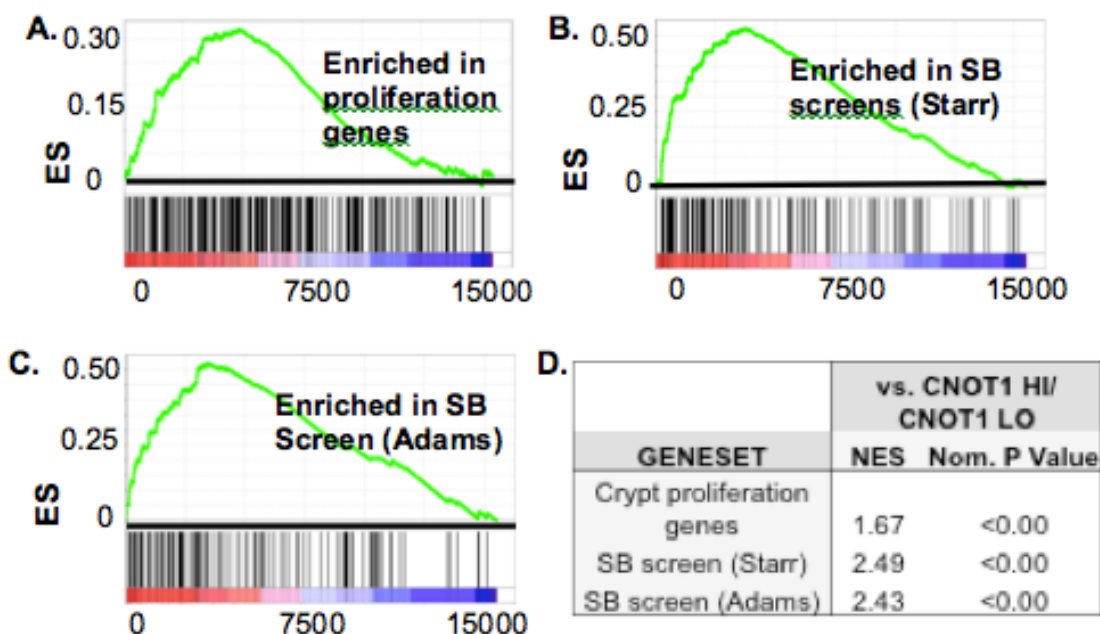 A.
0.30
0.15
0
ES
Enriched in
proliferation
genes
0 7500 15000
B.
0.50
0.25
0
ES
Enriched in SB
screens (Starr)
0 7500 15000
C.
0.50
0.25
0
ES
Enriched in SB
Screen (Adams)
0 7500 15000
D.
vs. CNOT1 HI/
CNOT1 LO
GENESET NES Nom. P Value
Crypt proliferation
genes 1.67 <0.00
SB screen (Starr) 2.49 <0.00
SB screen (Adams) 2.43 <0.00